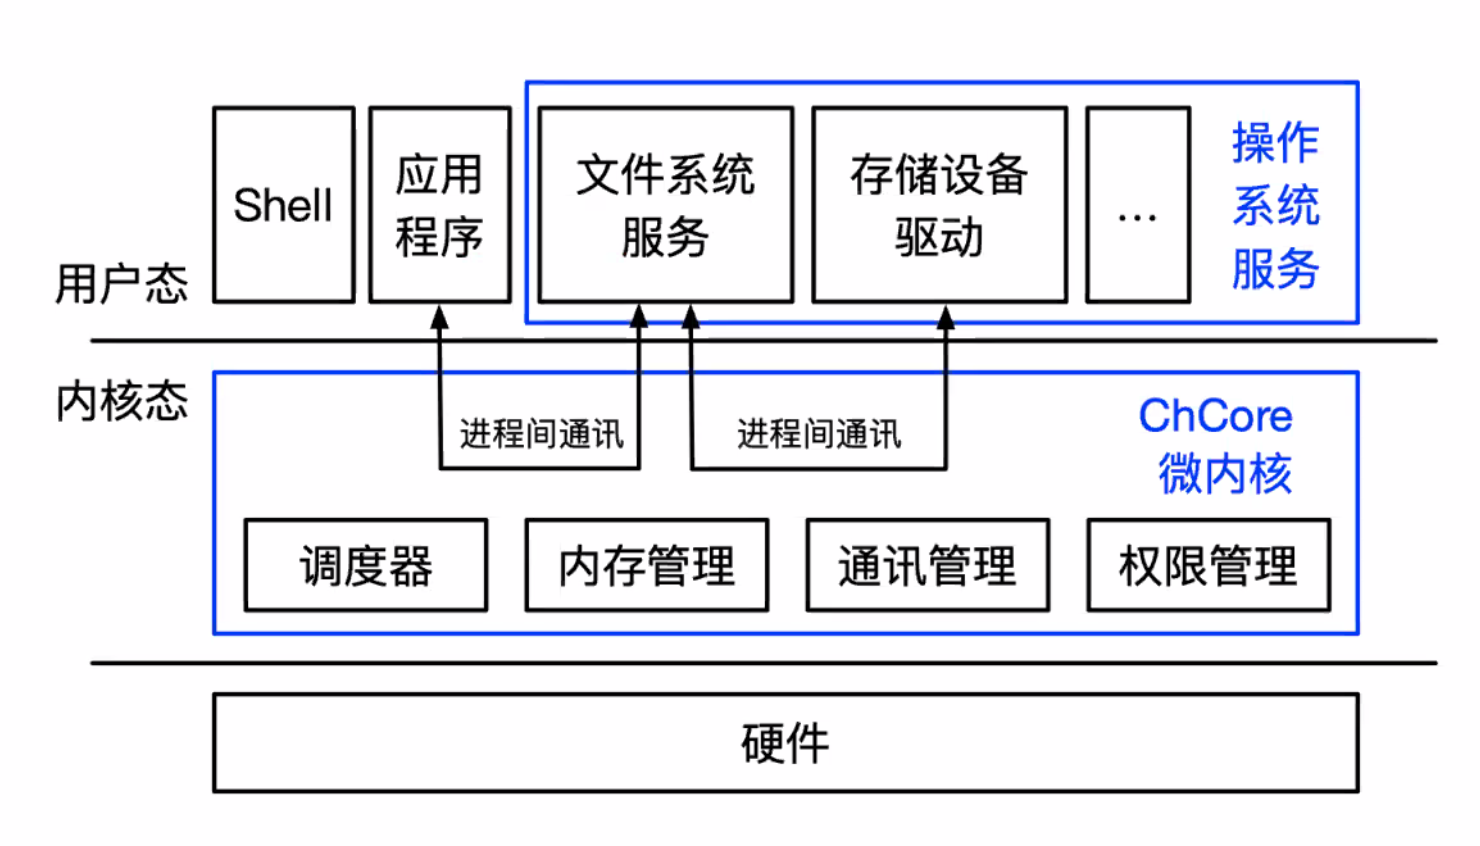 Shell
应用
程序
文件系统
服务
存储设备
驱动
...
操作
系统
服务
用户态
内核态
进程间通讯
进程间通讯
ChCore
微内核
调度器
内存管理
通讯管理
权限管理
硬件